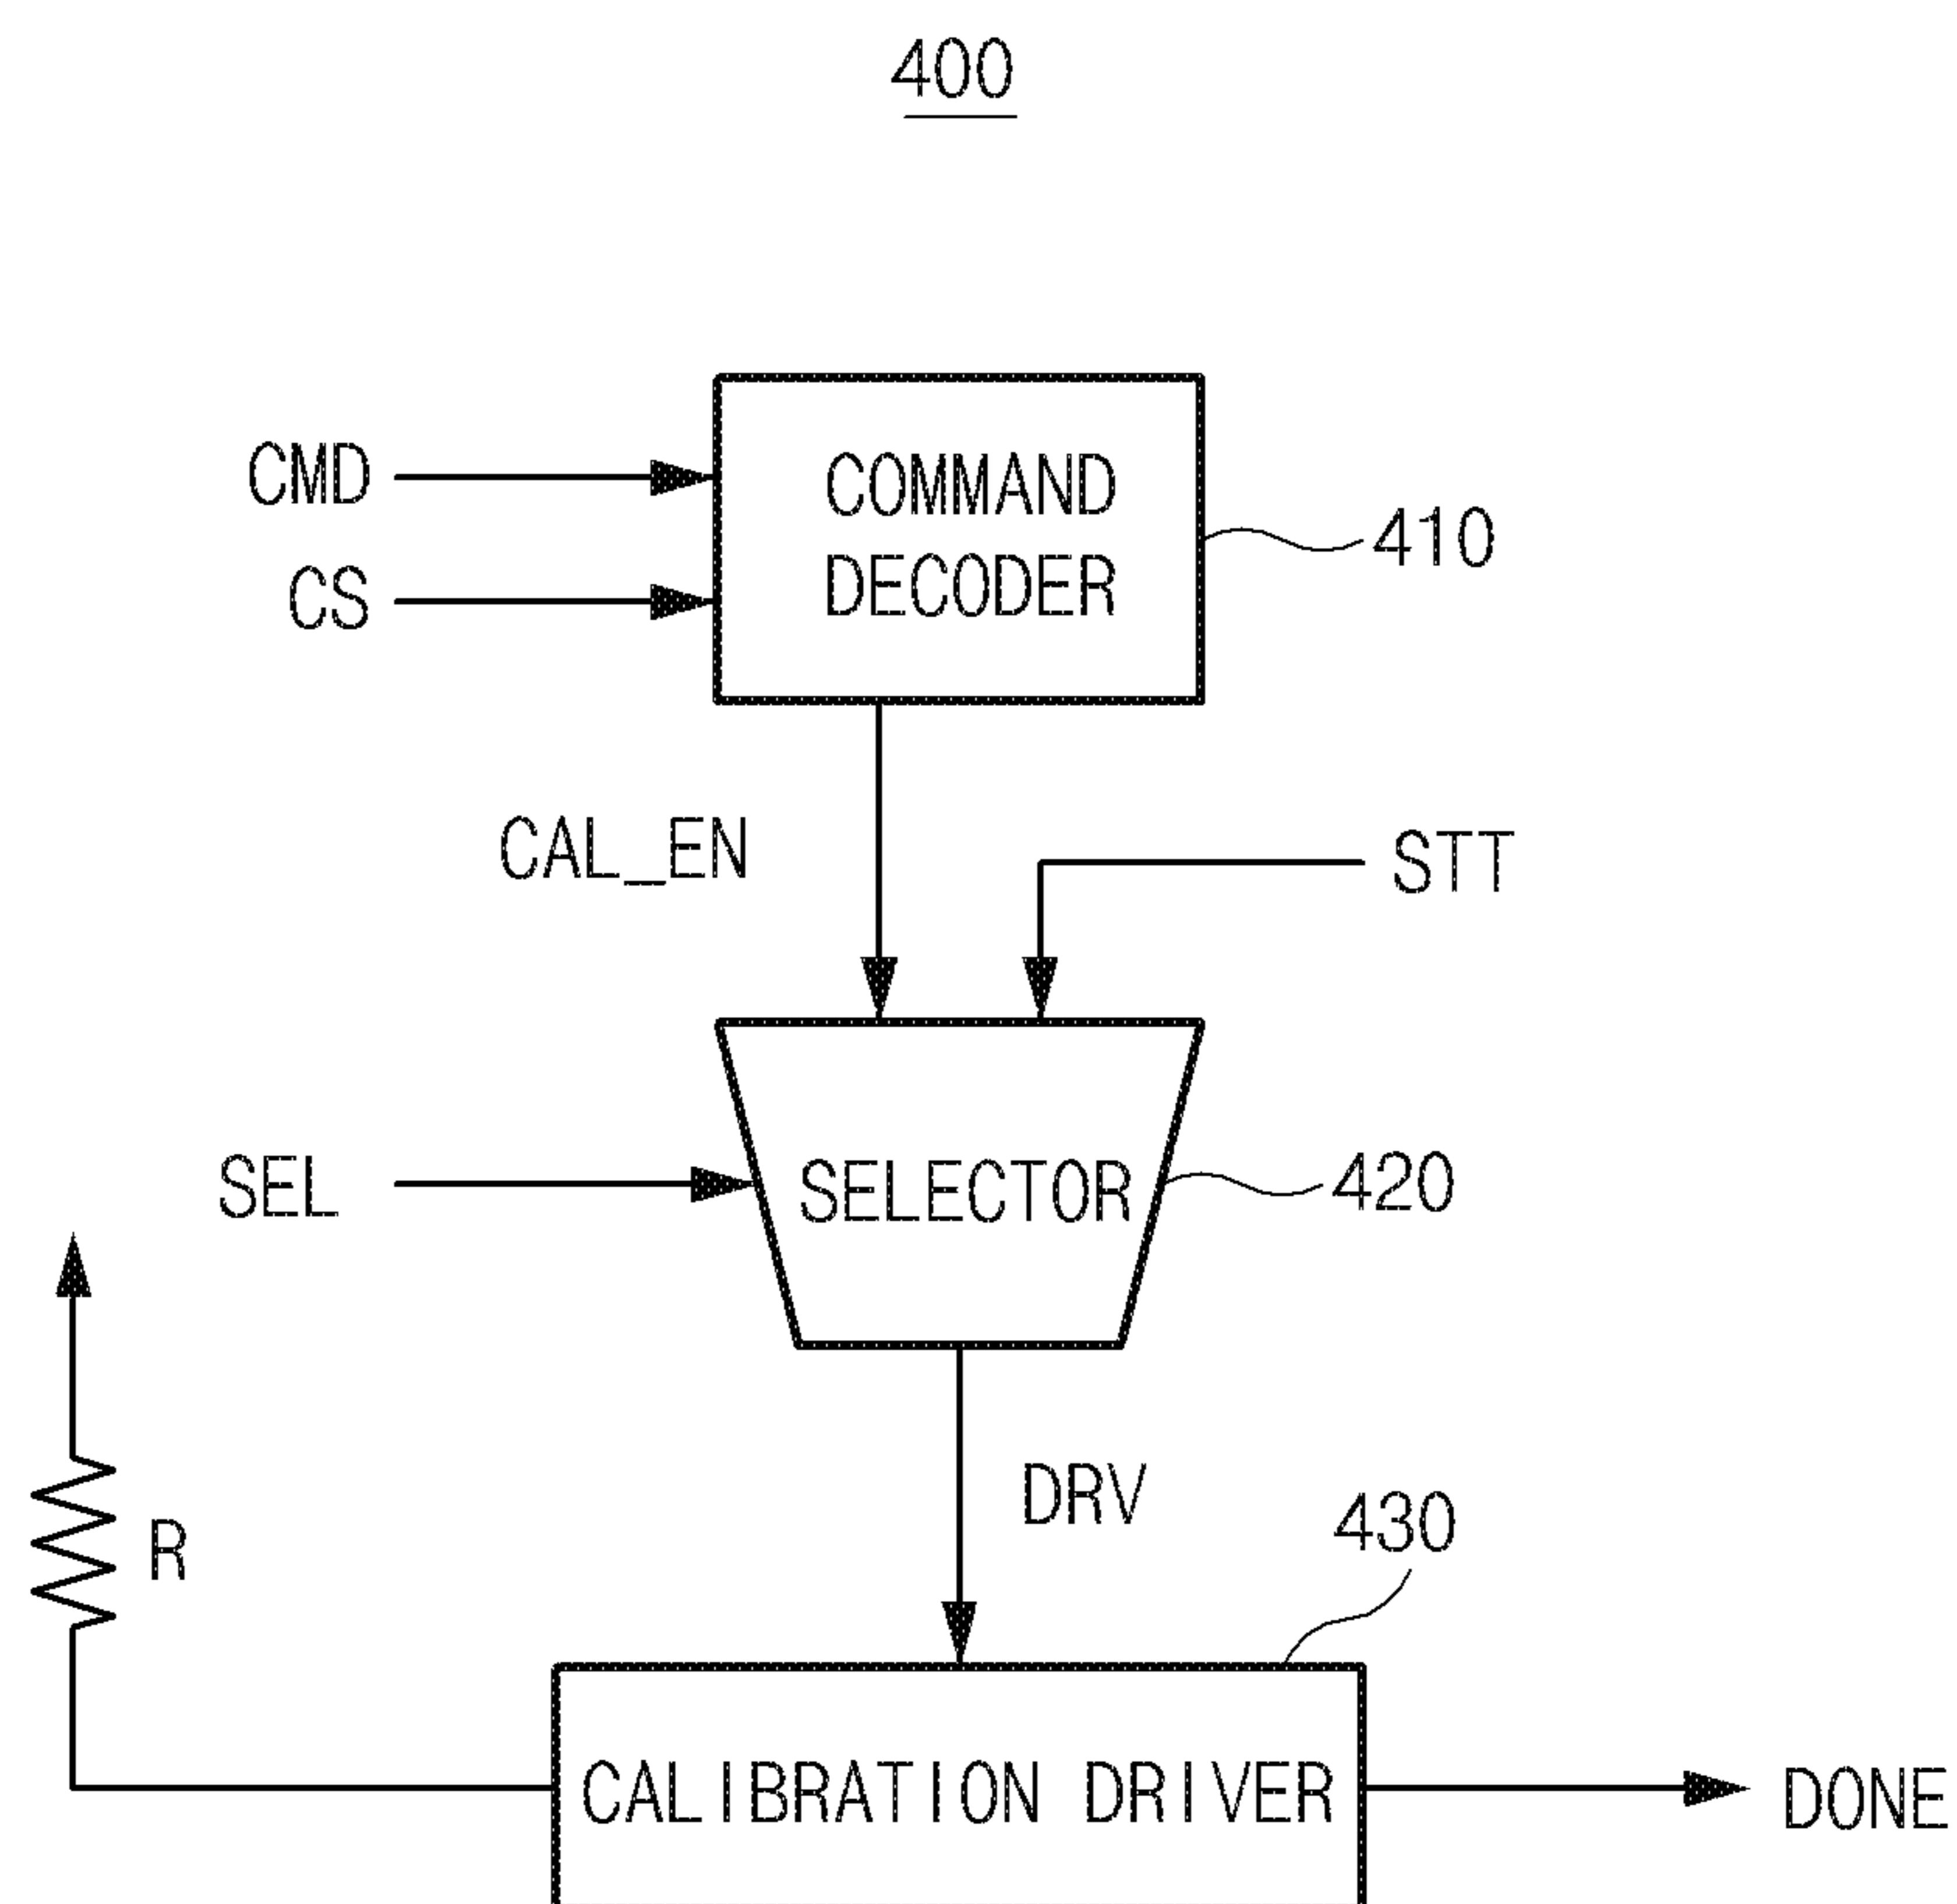 400
CMD
COMMAND
DECODER
410
CS
CAL_EN
STT
SEL
SELECTOR
420
R
DRV
430
CALIBRATION DRIVER
DONE